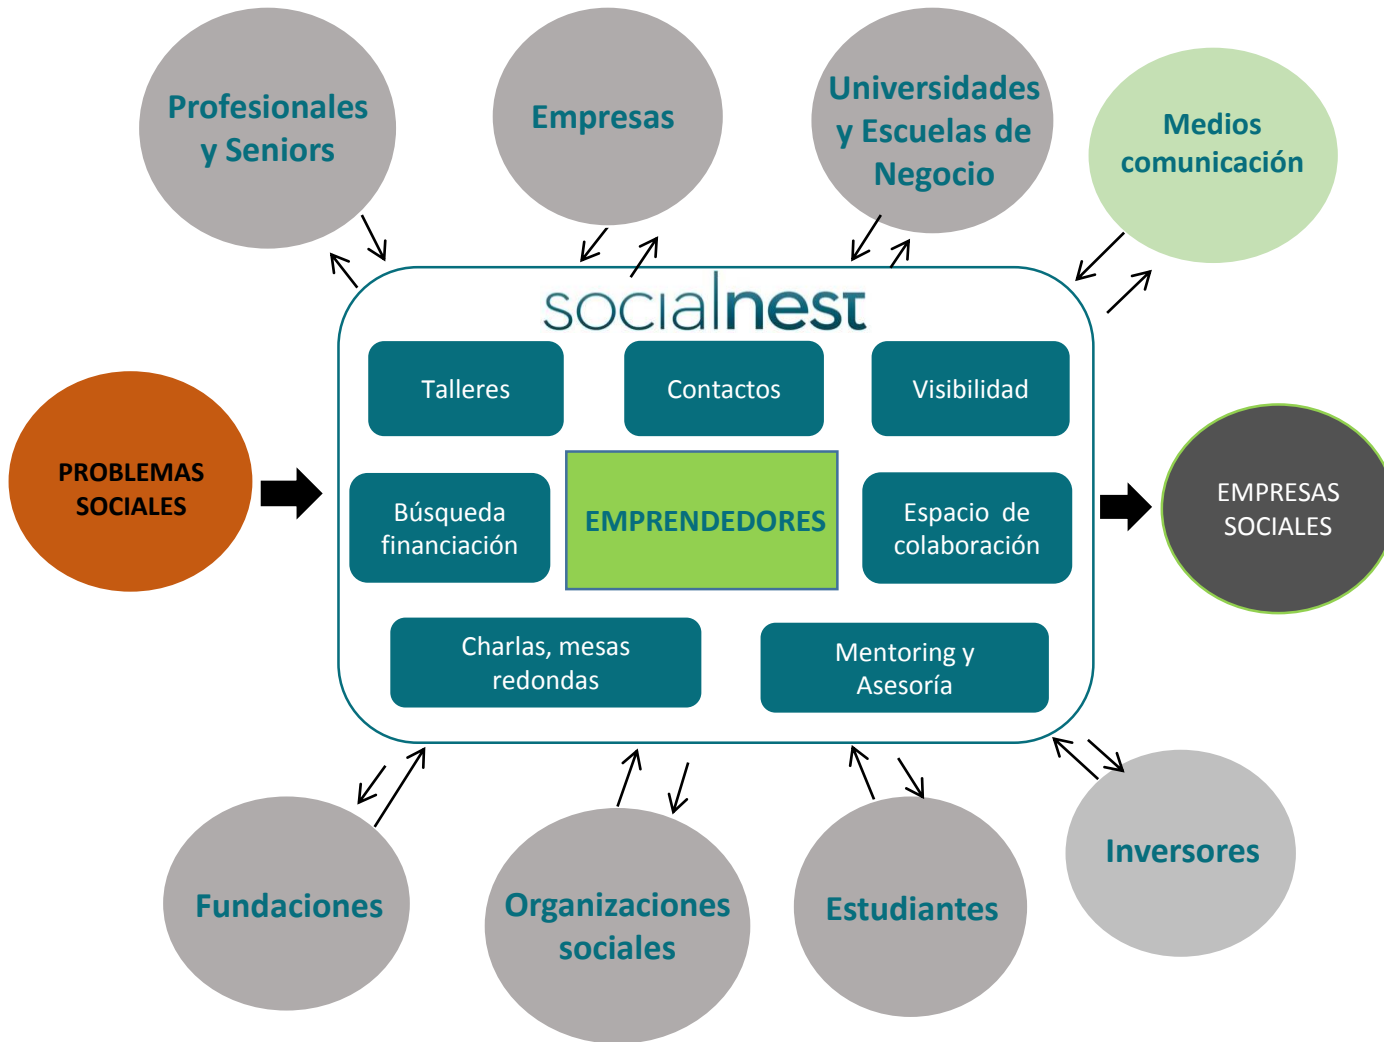 Profesionales
y Seniors
Empresas
Universidades
y Escuelas de
Negocio
Medios
comunicación
socialnest
Talleres
Contactos
Visibilidad
PROBLEMAS
SOCIALES
Búsqueda
financiación
EMPRENDEDORES
Espacio de
colaboración
EMPRESAS
SOCIALES
Charlas, mesas
redondas
Mentoring y
Asesoría
Fundaciones
Organizaciones
sociales
Estudiantes
Inversores